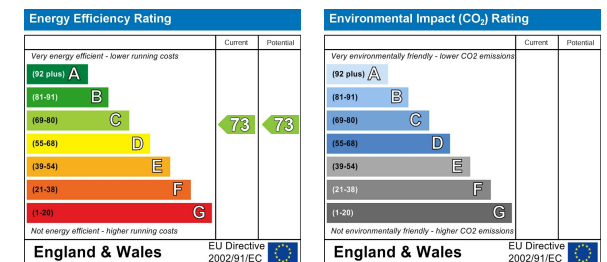 Energy Efficiency Rating
Current Potential
Very energy efficient - lower running costs
(92 plus) A
(81-91) B
(69-80) C 73 73
(55-68) D
(39-54) E
(21-38) F
(1-20) G
Not energy efficient - higher running costs
England & Wales
EU Directive
2002/91/EC
Environmental Impact (CO₂) Rating
Current Potential
Very environmentally friendly - lower CO2 emissions
(92 plus) A
(81-91) B
(69-80) C
(55-68) D
(39-54) E
(21-38) F
(1-20) G
Not environmentally friendly - higher CO2 emissions
England & Wales
EU Directive
2002/91/EC